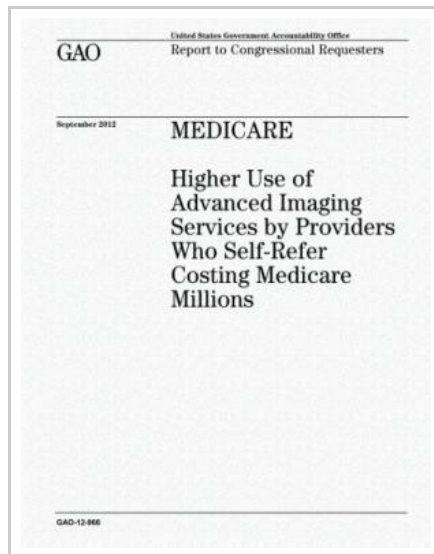 United States Government Accountability Office
GAO
Report to Congressional Requesters
September 2012
MEDICARE
Higher Use of
Advanced Imaging
Services by Providers
Who Self-Refer
Costing Medicare
Millions
GAO-12-966